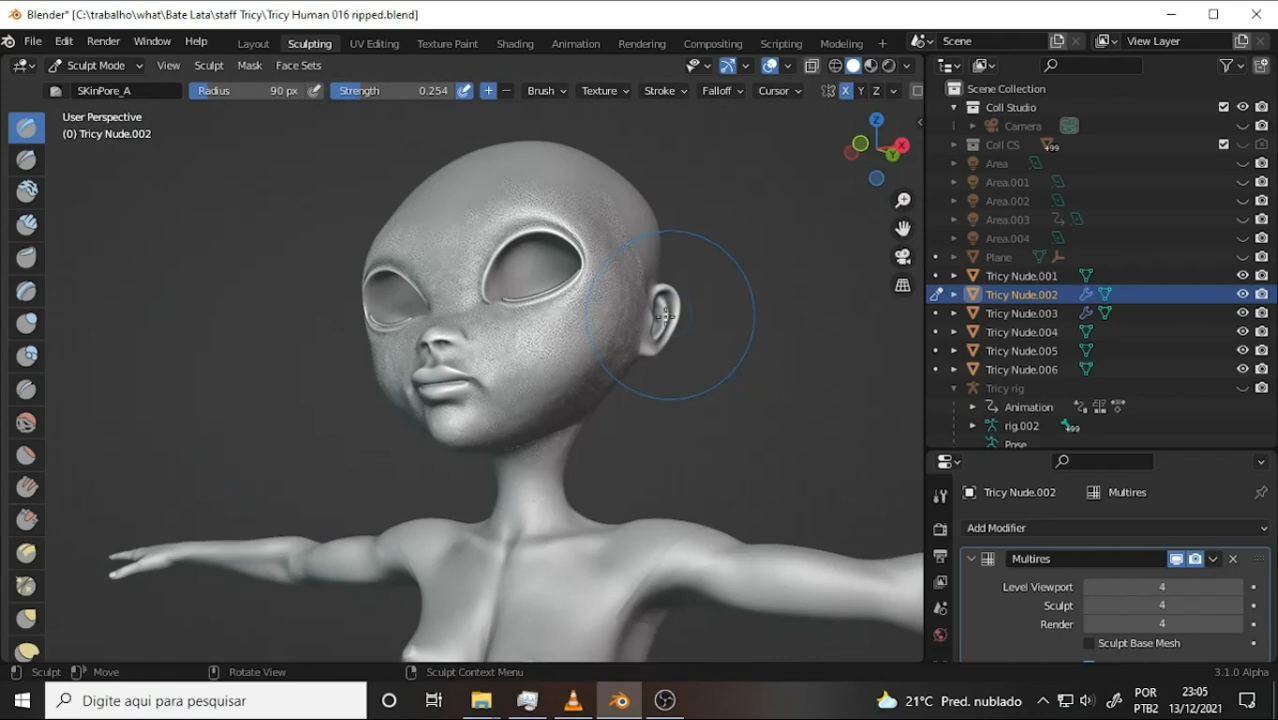 Blender* [C:\trabalho\what\Bate Lata\staff Tricy\Tricy Human 016 ripped.blend]
File Edit Render Window Help Layout Sculpting UV Editing Texture Paint Shading Animation Rendering Compositing Scripting Modeling + Scene View Layer
Sculpt Mode View Sculpt Mask Face Sets
SKinPore_A Radius 90 px Strength 0.254 Brush Texture Stroke Falloff Cursor X Y Z
User Perspective
(0) Tricy Nude.002
Z
X
Y
Scene Collection
Coll Studio
Camera
Coll CS +99
Area
Area.001
Area.002
Area.003
Area.004
Plane
Tricy Nude.001
Tricy Nude.002
Tricy Nude.003
Tricy Nude.004
Tricy Nude.005
Tricy Nude.006
Tricy rig
Animation
rig.002 +99
Pose
Tricy Nude.002 Multires
Add Modifier
Multires
Level Viewport 4
Sculpt 4
Render 4
Sculpt Base Mesh
Sculpt Move Rotate View Sculpt Context Menu 3.1.0 Alpha
Digite aqui para pesquisar
21°C Pred. nublado
POR
PTB2
23:05
13/12/2021